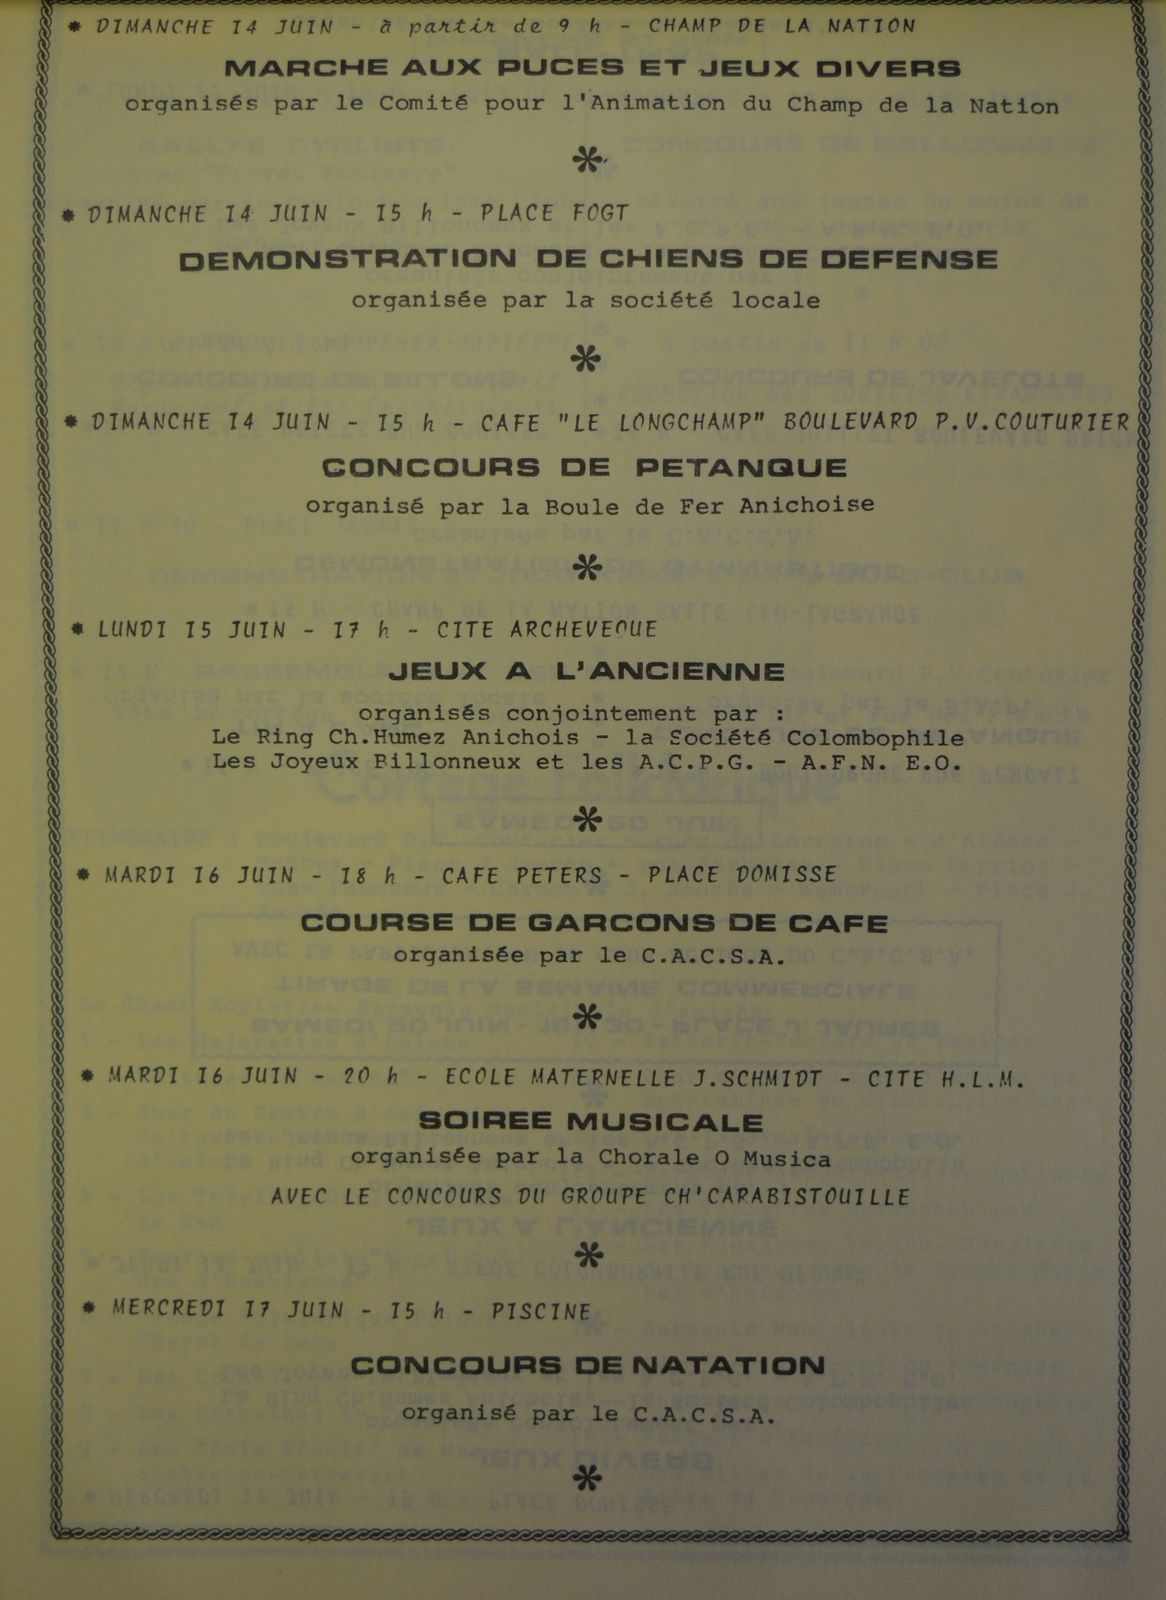 * DIMANCHE 14 JUIN - à partir de 9 h - CHAMP DE LA NATION
MARCHE AUX PUCES ET JEUX DIVERS
organisés par le Comité pour l'Animation du Champ de la Nation
*
* DIMANCHE 14 JUIN - 15 h - PLACE FOGT
DEMONSTRATION DE CHIENS DE DEFENSE
organisée par la société locale
*
* DIMANCHE 14 JUIN - 15 h - CAFE "LE LONGCHAMP" BOULEVARD P.V.COUTURIER
CONCOURS DE PETANQUE
organisé par la Boule de Fer Anichoise
*
* LUNDI 15 JUIN - 17 h - CITE ARCHEVEQUE
JEUX A L'ANCIENNE
organisés conjointement par :
Le Ring Ch.Humez Anichois - la Société Colombophile
Les Joyeux Billonneux et les A.C.P.G. - A.F.N. E.O.
*
* MARDI 16 JUIN - 18 h - CAFE PETERS - PLACE DOMISSE
COURSE DE GARCONS DE CAFE
organisée par le C.A.C.S.A.
*
* MARDI 16 JUIN - 20 h - ECOLE MATERNELLE J.SCHMIDT - CITE H.L.M.
SOIREE MUSICALE
organisée par la Chorale O Musica
AVEC LE CONCOURS DU GROUPE CH'CARABISTOUILLE
*
* MERCREDI 17 JUIN - 15 h - PISCINE
CONCOURS DE NATATION
organisé par le C.A.C.S.A.
*